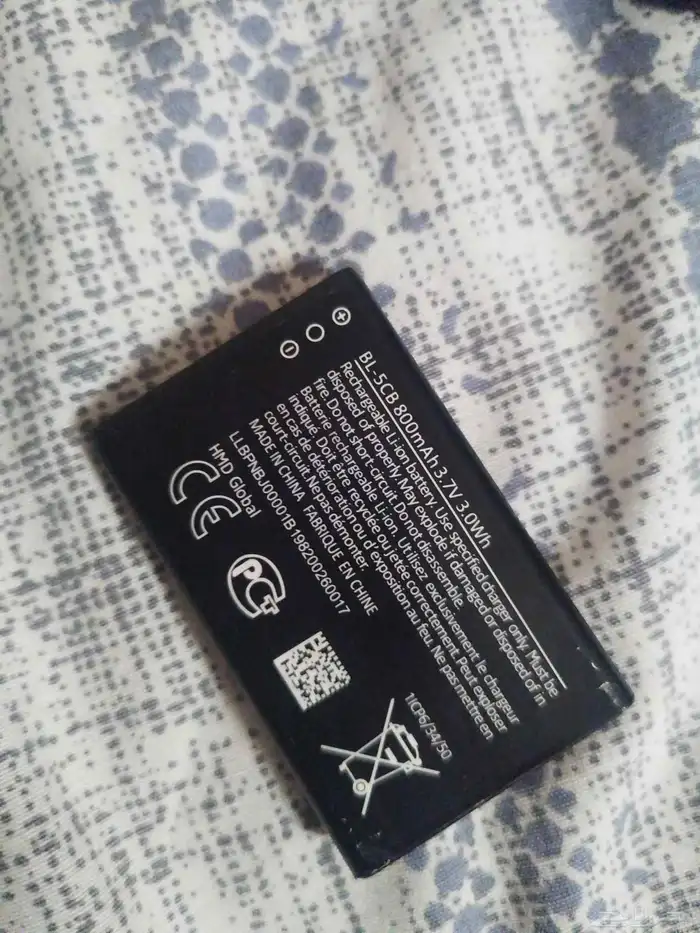 BL-5CB 800mAh 3.7V 3.0Wh
Rechargeable Li-ion battery. Use specified charger only. Must be
disposed of properly. May explode if damaged or disposed of in
fire. Do not short-circuit. Do not disassemble.
Batterie rechargeable Li-ion. Utilisez exclusivement le chargeur
indiqué. Doit être recyclée ou jetée correctement. Peut exploser
en cas de détérioration ou d'exposition au feu. Ne pas mettre en
court-circuit. Ne pas démonter.
MADE IN CHINA FABRIQUE EN CHINE
LLBFNBJ00001B198200260017
HMD Global
CE
PCT
1ICP6/34/50